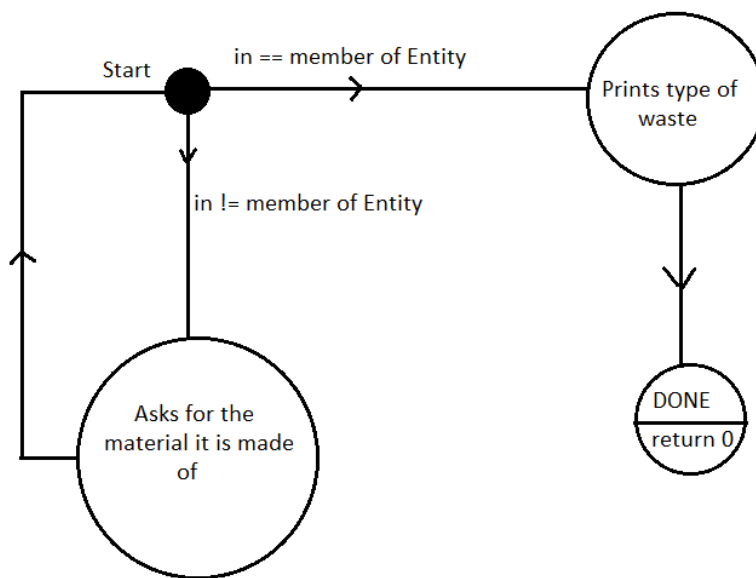 Start
in == member of Entity
Prints type of
waste
in != member of Entity
Asks for the
material it is made
of
DONE
return 0